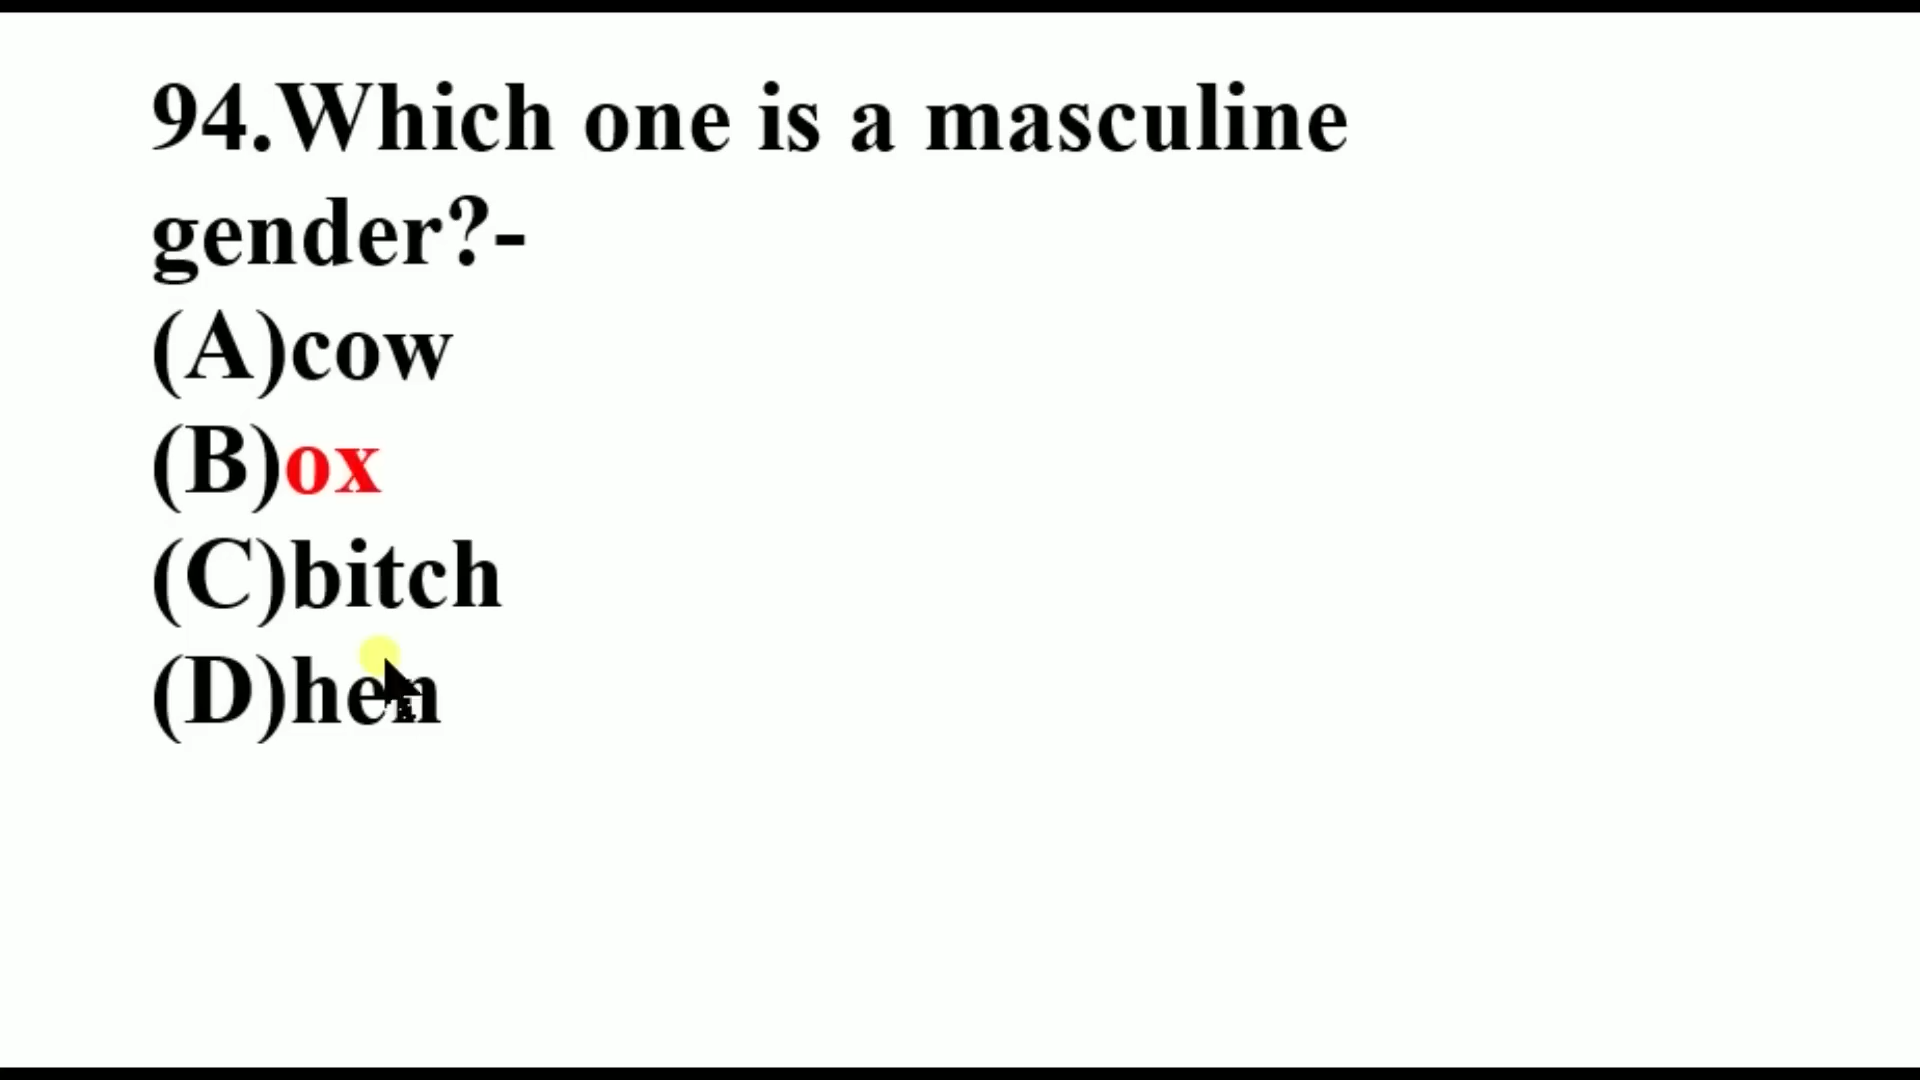 94.Which one is a masculine
gender?-
(A)cow
(B)ox
(C)bitch
(D)hen